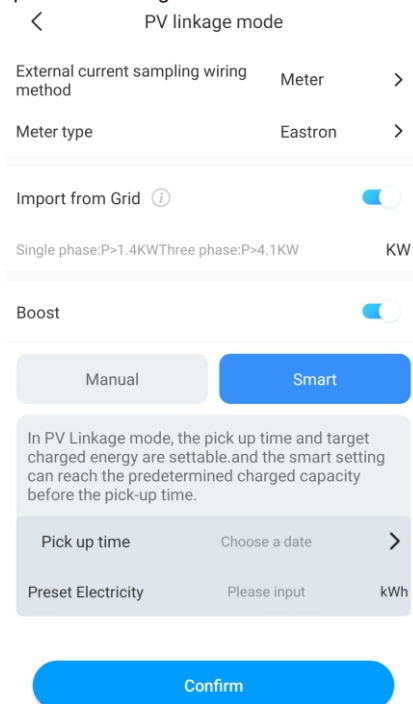 PV linkage mode
External current sampling wiring
method
Meter
Meter type
Eastron
Import from Grid
Single phase:P>1.4KWThree phase:P>4.1KW
KW
Boost
Manual
Smart
In PV Linkage mode, the pick up time and target
charged energy are settable.and the smart setting
can reach the predetermined charged capacity
before the pick-up time.
Pick up time
Choose a date
Preset Electricity
Please input
kWh
Confirm